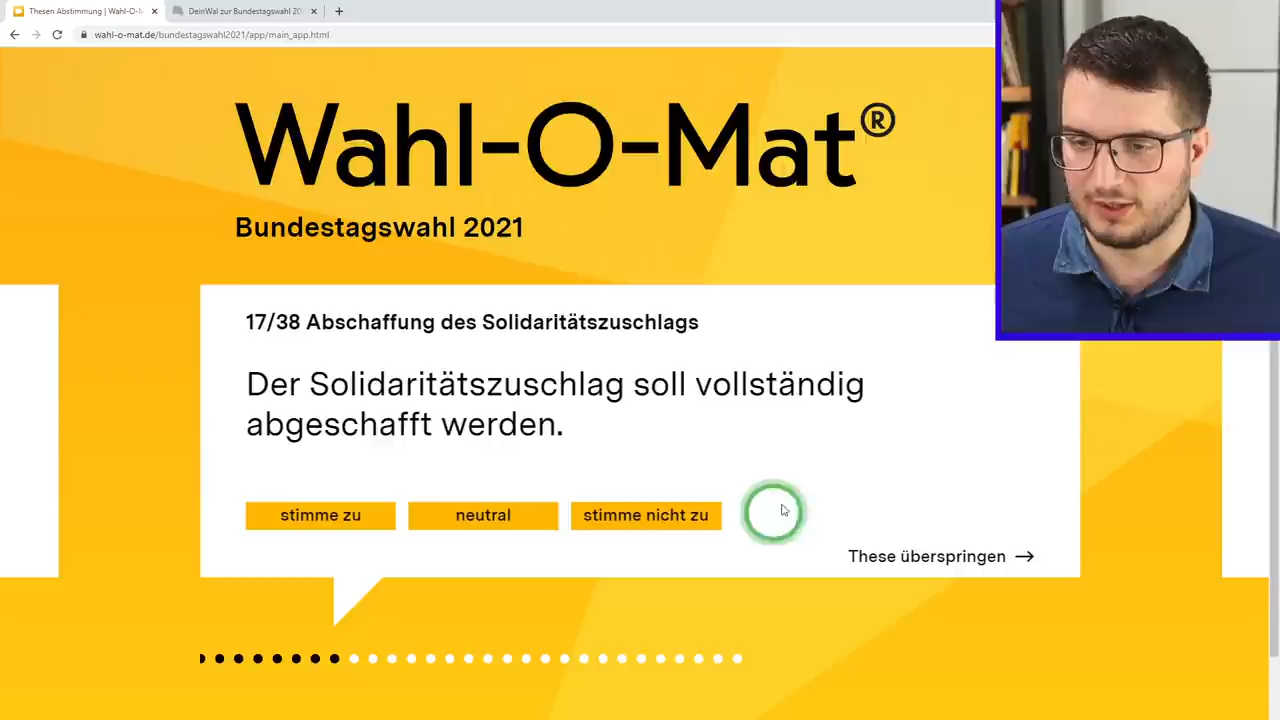 Thesen Abstimmung | Wahl-O-M
DeinWal zur Bundestagswahl 20
wahl-o-mat.de/bundestagswahl2021/app/main_app.html
Wahl-O-Mat®
Bundestagswahl 2021
17/38 Abschaffung des Solidaritätszuschlags
Der Solidaritätszuschlag soll vollständig
abgeschafft werden.
stimme zu
neutral
stimme nicht zu
These überspringen →